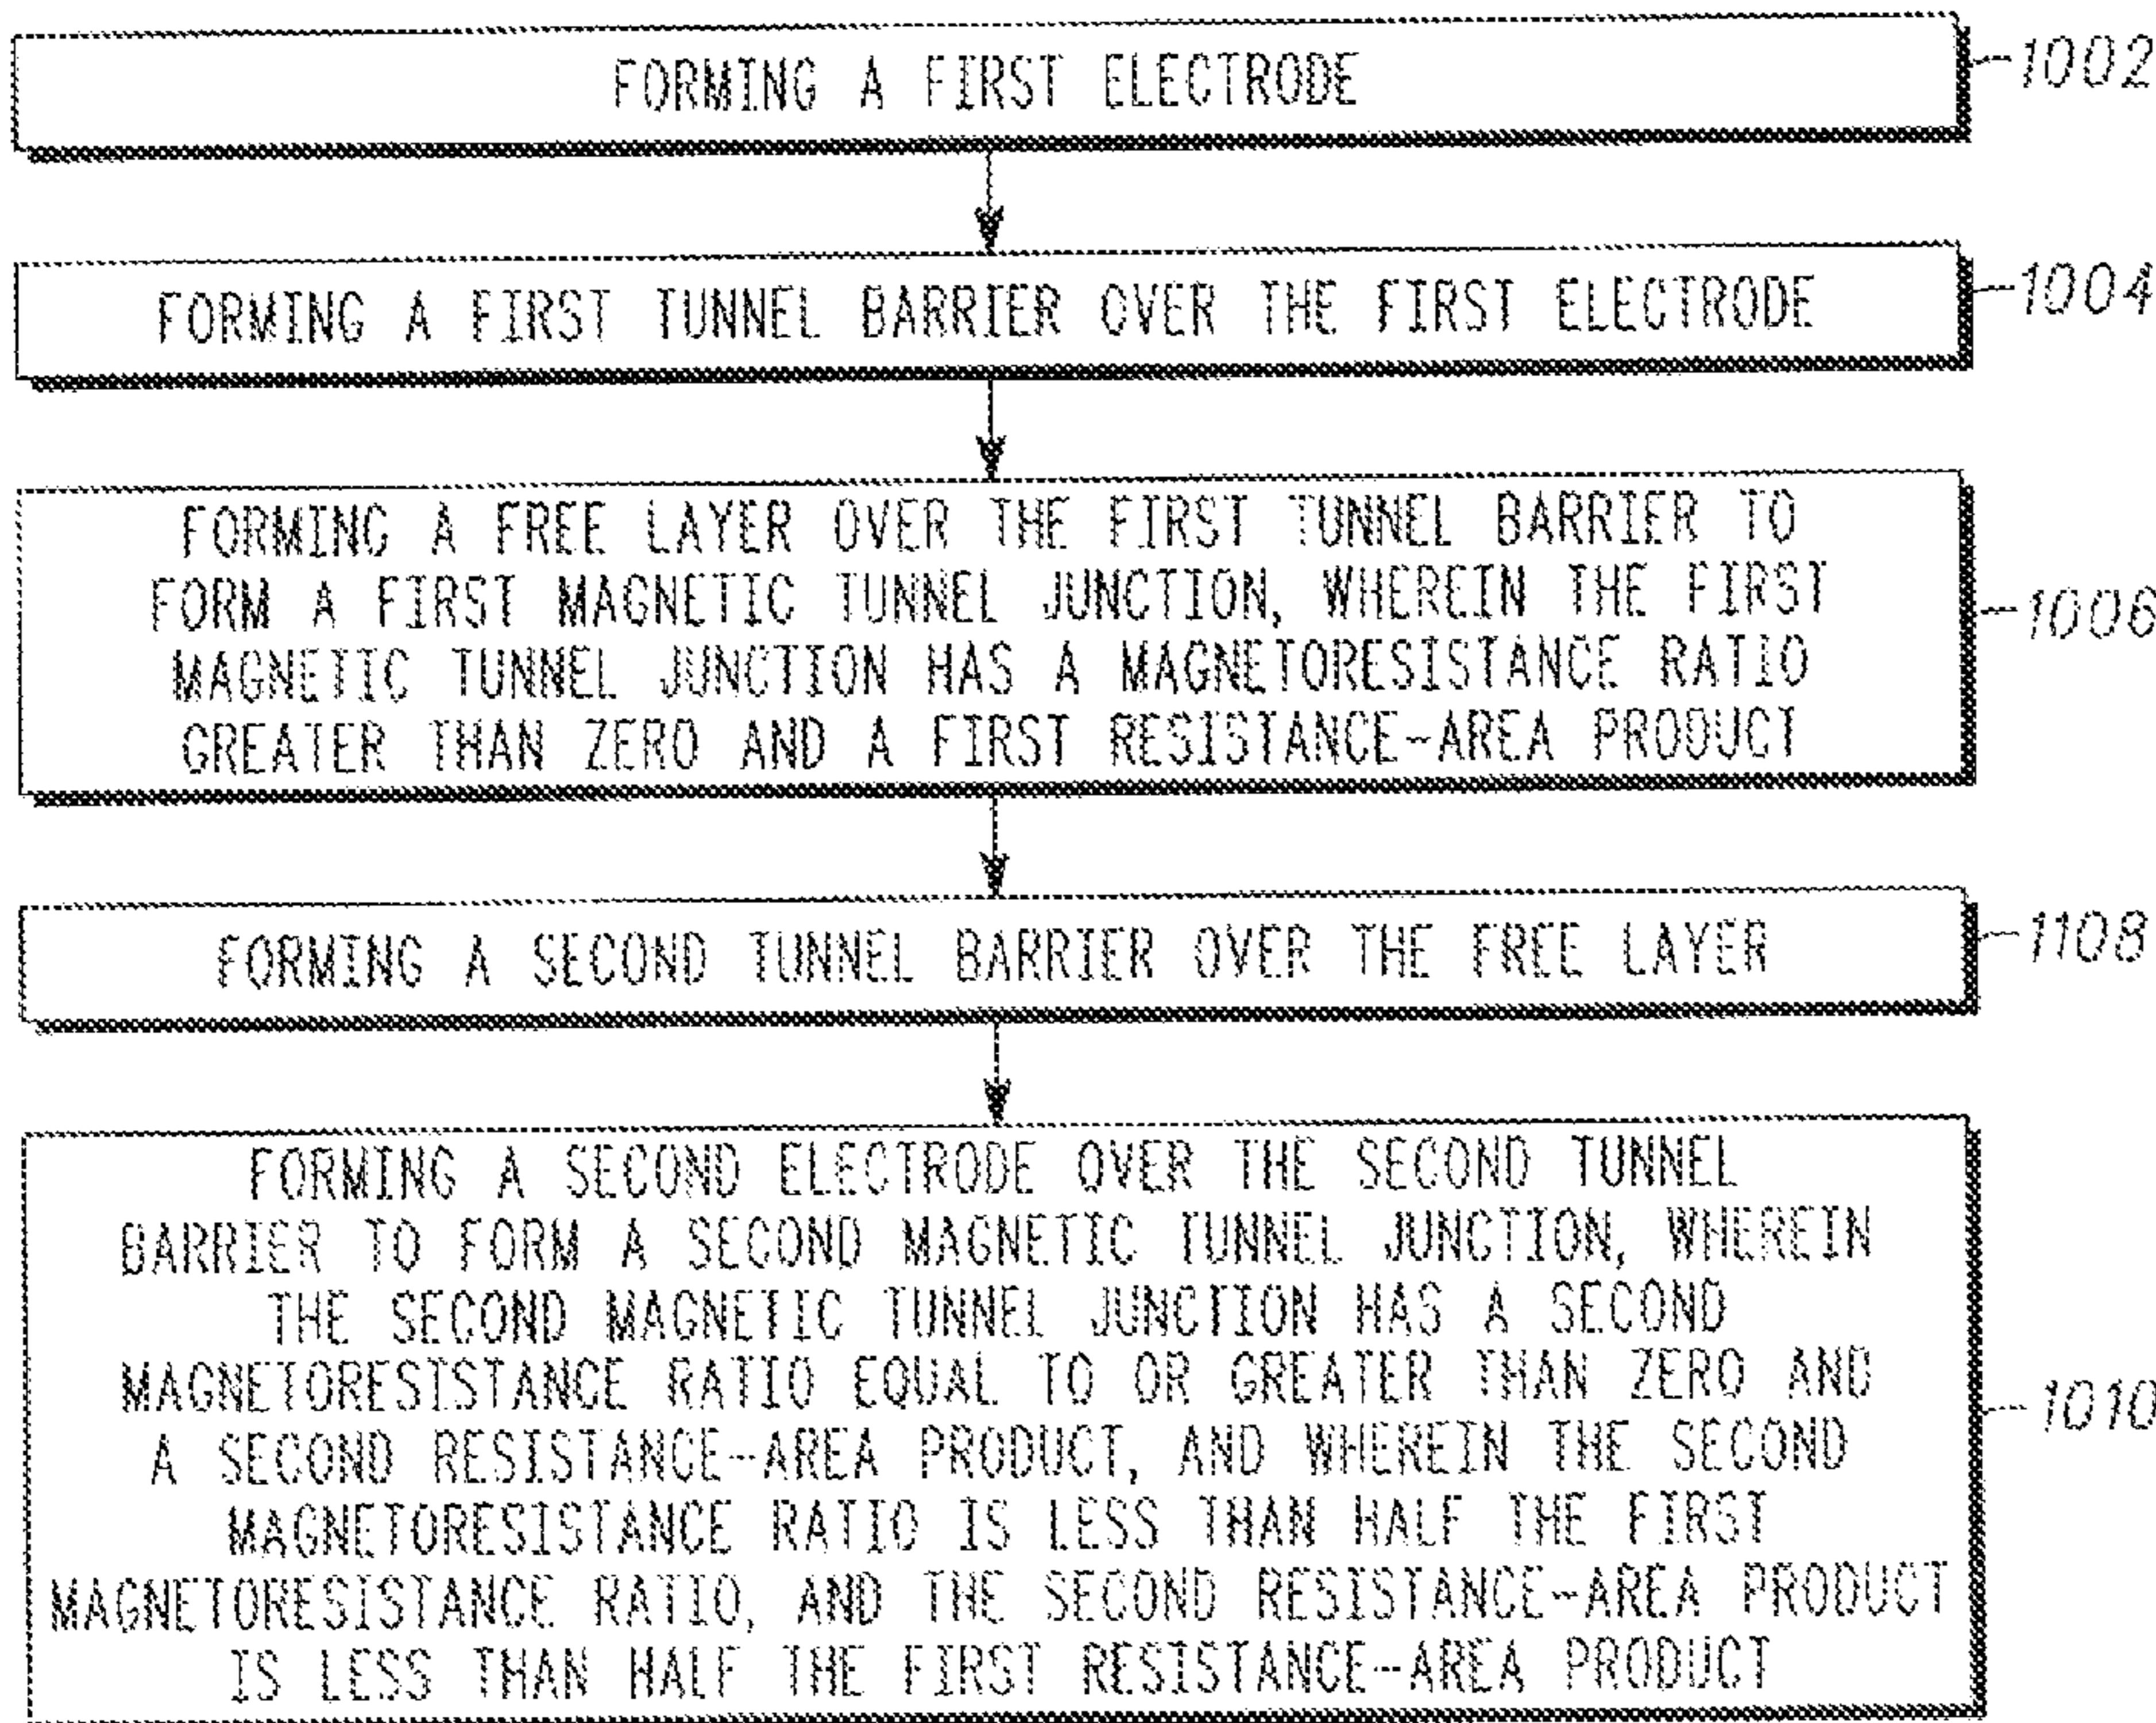 FORMING A FIRST ELECTRODE
1002
FORMING A FIRST TUNNEL BARRIER OVER THE FIRST ELECTRODE
1004
FORMING A FREE LAYER OVER THE FIRST TUNNEL BARRIER TO
FORM A FIRST MAGNETIC TUNNEL JUNCTION, WHEREIN THE FIRST
MAGNETIC TUNNEL JUNCTION HAS A MAGNETORESISTANCE RATIO
GREATER THAN ZERO AND A FIRST RESISTANCE-AREA PRODUCT
1006
FORMING A SECOND TUNNEL BARRIER OVER THE FREE LAYER
1108
FORMING A SECOND ELECTRODE OVER THE SECOND TUNNEL
BARRIER TO FORM A SECOND MAGNETIC TUNNEL JUNCTION, WHEREIN
THE SECOND MAGNETIC TUNNEL JUNCTION HAS A SECOND
MAGNETORESISTANCE RATIO EQUAL TO OR GREATER THAN ZERO AND
A SECOND RESISTANCE-AREA PRODUCT, AND WHEREIN THE SECOND
MAGNETORESISTANCE RATIO IS LESS THAN HALF THE FIRST
MAGNETORESISTANCE RATIO, AND THE SECOND RESISTANCE-AREA PRODUCT
IS LESS THAN HALF THE FIRST RESISTANCE-AREA PRODUCT
1010